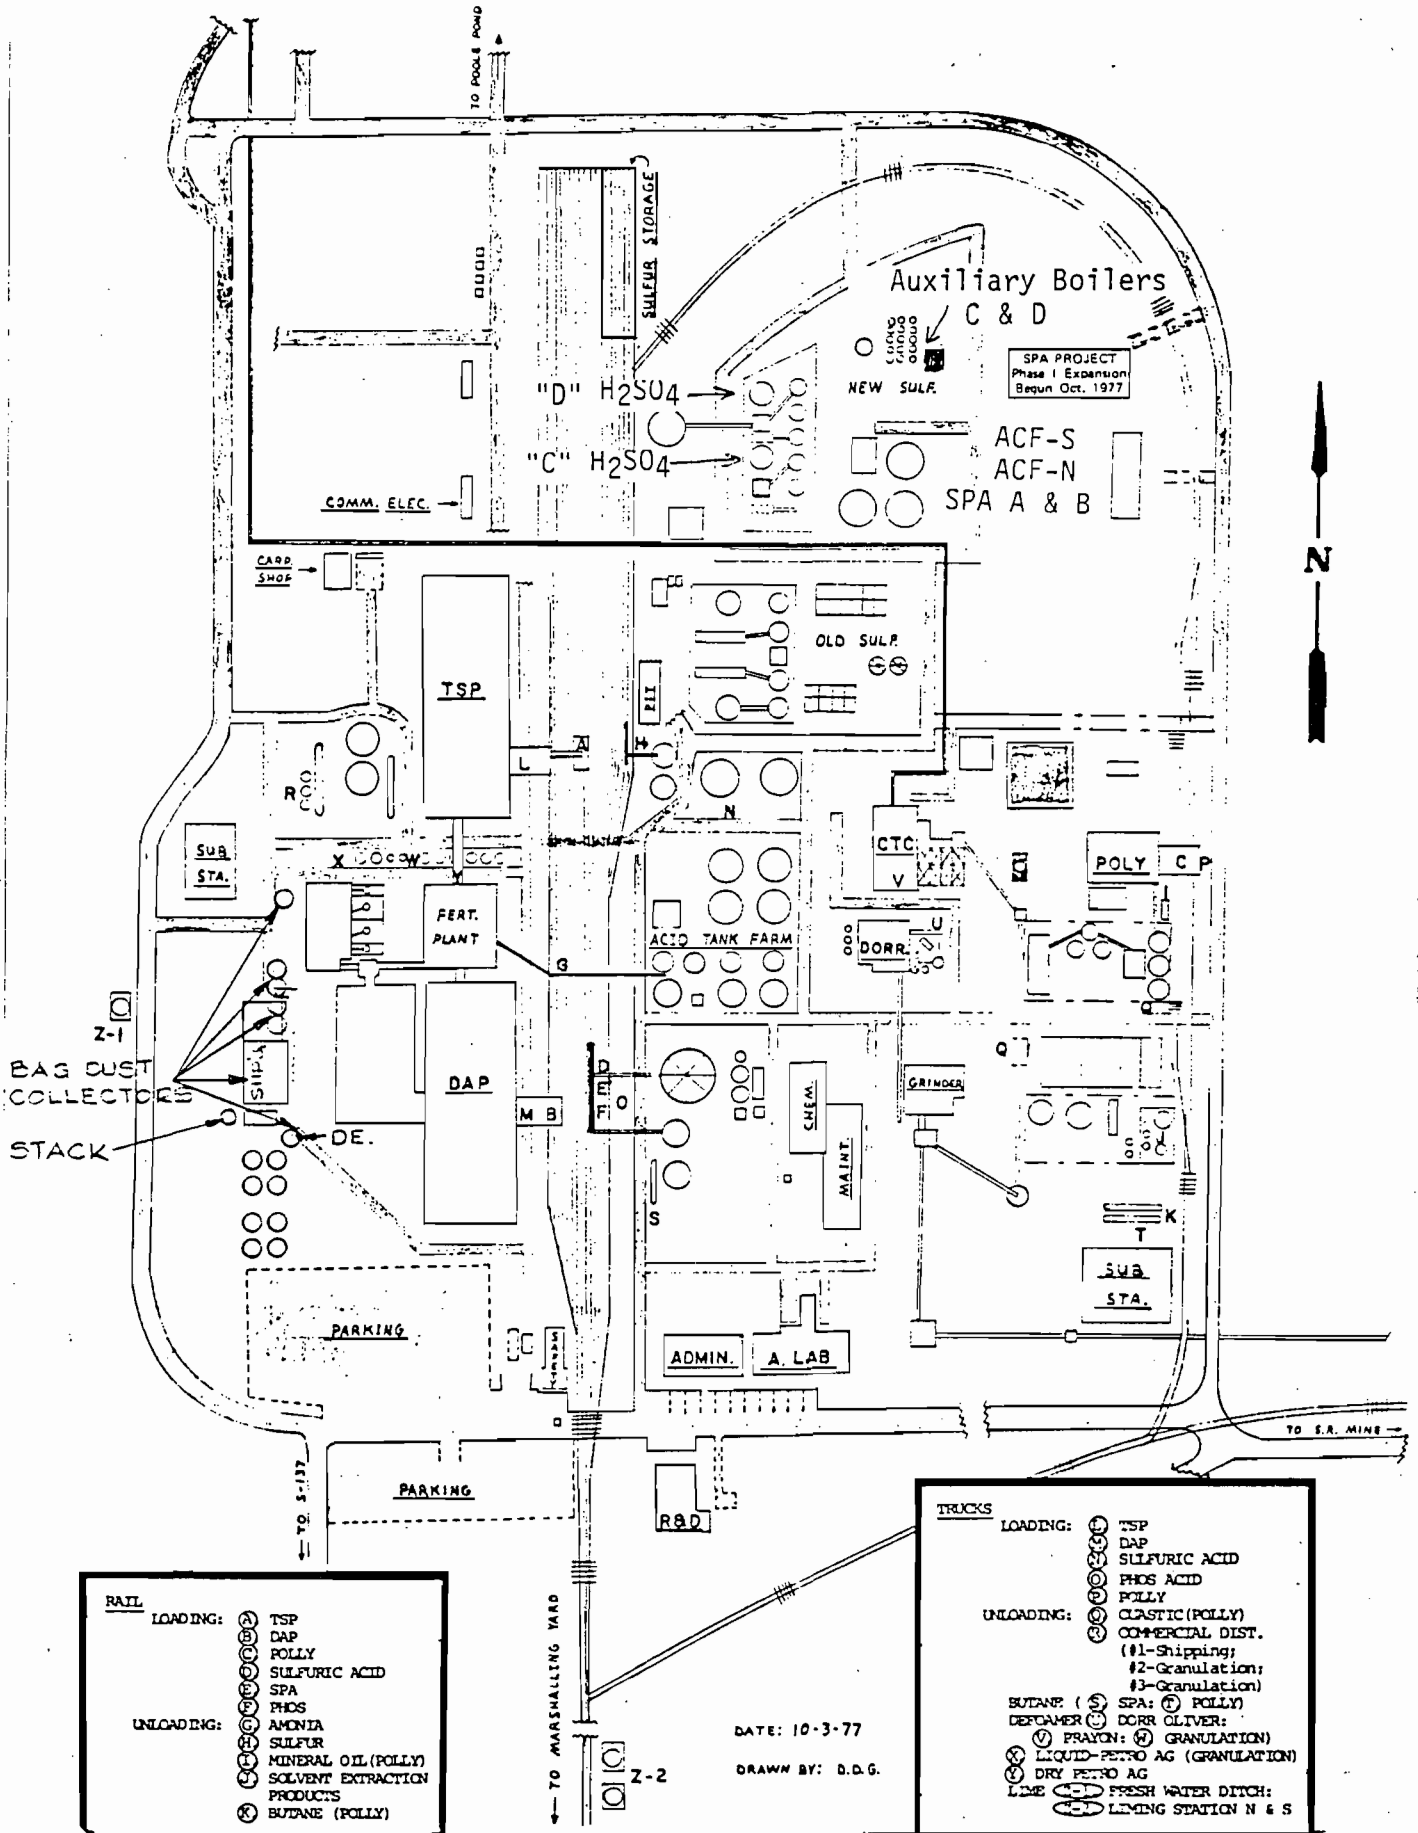 TO POOLE POND
SULFUR STORAGE
Auxiliary Boilers
C & D
SPA PROJECT
Phase I Expansion
Begun Oct. 1977
NEW SULF.
"D" H2SO4
"C" H2SO4
ACF-S
ACF-N
SPA A & B
COMM. ELEC.
CARP.
SHOP
N
OLD SULF.
TSP
PIT
A
H
L
R
N
SUB
STA.
X
W
CTC
V
POLY
C P
FERT.
PLANT
ACID TANK FARM
DORR.
U
G
Z-1
BAG DUST
COLLECTORS
STACK
DE.
SHIP'G
DAP
M B
D
E
F
O
CHEM.
MAINT.
GRINDER
Q
S
K
T
SUB
STA.
PARKING
ADMIN.
A. LAB
TO S.R. MINE
TO S-137
PARKING
R&D
TO MARSHALLING YARD
Z-2
DATE: 10-3-77
DRAWN BY: D.D.G.
RAIL
LOADING: A TSP
B DAP
C POLLY
D SULFURIC ACID
E SPA
F PHOS
UNLOADING: G AMONIA
H SULFUR
I MINERAL OIL (POLLY)
J SOLVENT EXTRACTION
PRODUCTS
K BUTANE (POLLY)
TRUCKS
LOADING: L TSP
M DAP
N SULFURIC ACID
O PHOS ACID
P POLLY
UNLOADING: Q CLASTIC (POLLY)
R COMMERCIAL DIST.
(#1-Shipping;
#2-Granulation;
#3-Granulation)
BUTANE ( S SPA: T POLLY)
DEFOAMER U DORR OLIVER:
V PRAYON: W GRANULATION)
X LIQUID-PETRO AG (GRANULATION)
Y DRY PETRO AG
LIME Z-1 FRESH WATER DITCH:
Z-2 LIMING STATION N & S